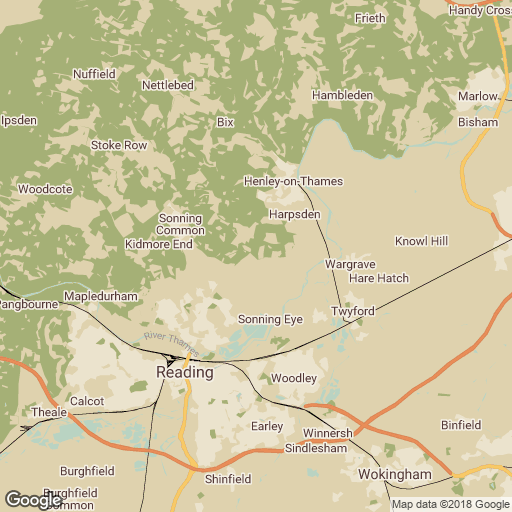 Frieth
Handy Cross
Nuffield
Nettlebed
Hambleden
Marlow
Ipsden
Bix
Bisham
Stoke Row
Henley-on-Thames
Woodcote
Harpsden
Sonning
Common
Kidmore End
Knowl Hill
Wargrave
Hare Hatch
Mapledurham
Pangbourne
Twyford
Sonning Eye
River Thames
Reading
Woodley
Calcot
Theale
Earley
Binfield
Winnersh
Sindlesham
Burghfield
Wokingham
Shinfield
Burghfield
Common
Google
Map data ©2018 Google